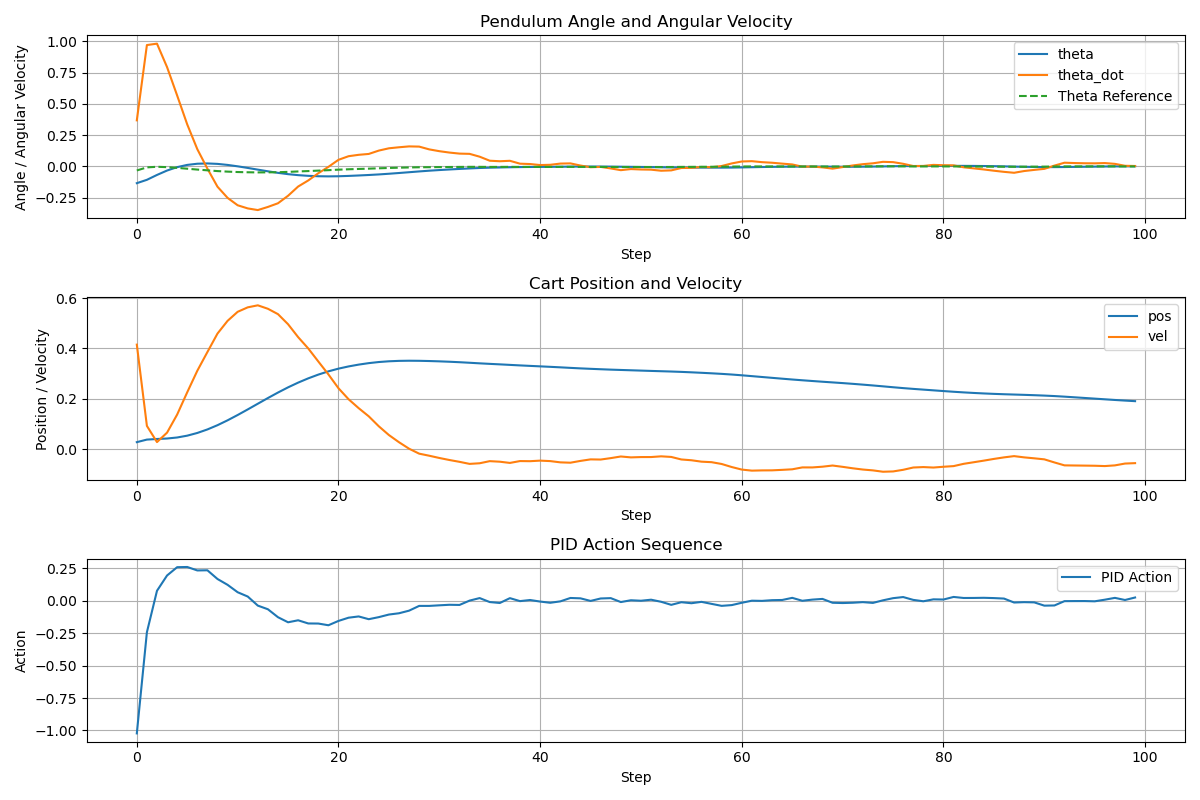 Pendulum Angle and Angular Velocity
Angle / Angular Velocity
1.00
0.75
0.50
0.25
0.00
−0.25
theta
theta_dot
Theta Reference
0 20 40 60 80 100
Step
Cart Position and Velocity
Position / Velocity
0.6
0.4
0.2
0.0
pos
vel
0 20 40 60 80 100
Step
PID Action Sequence
Action
0.25
0.00
−0.25
−0.50
−0.75
−1.00
PID Action
0 20 40 60 80 100
Step